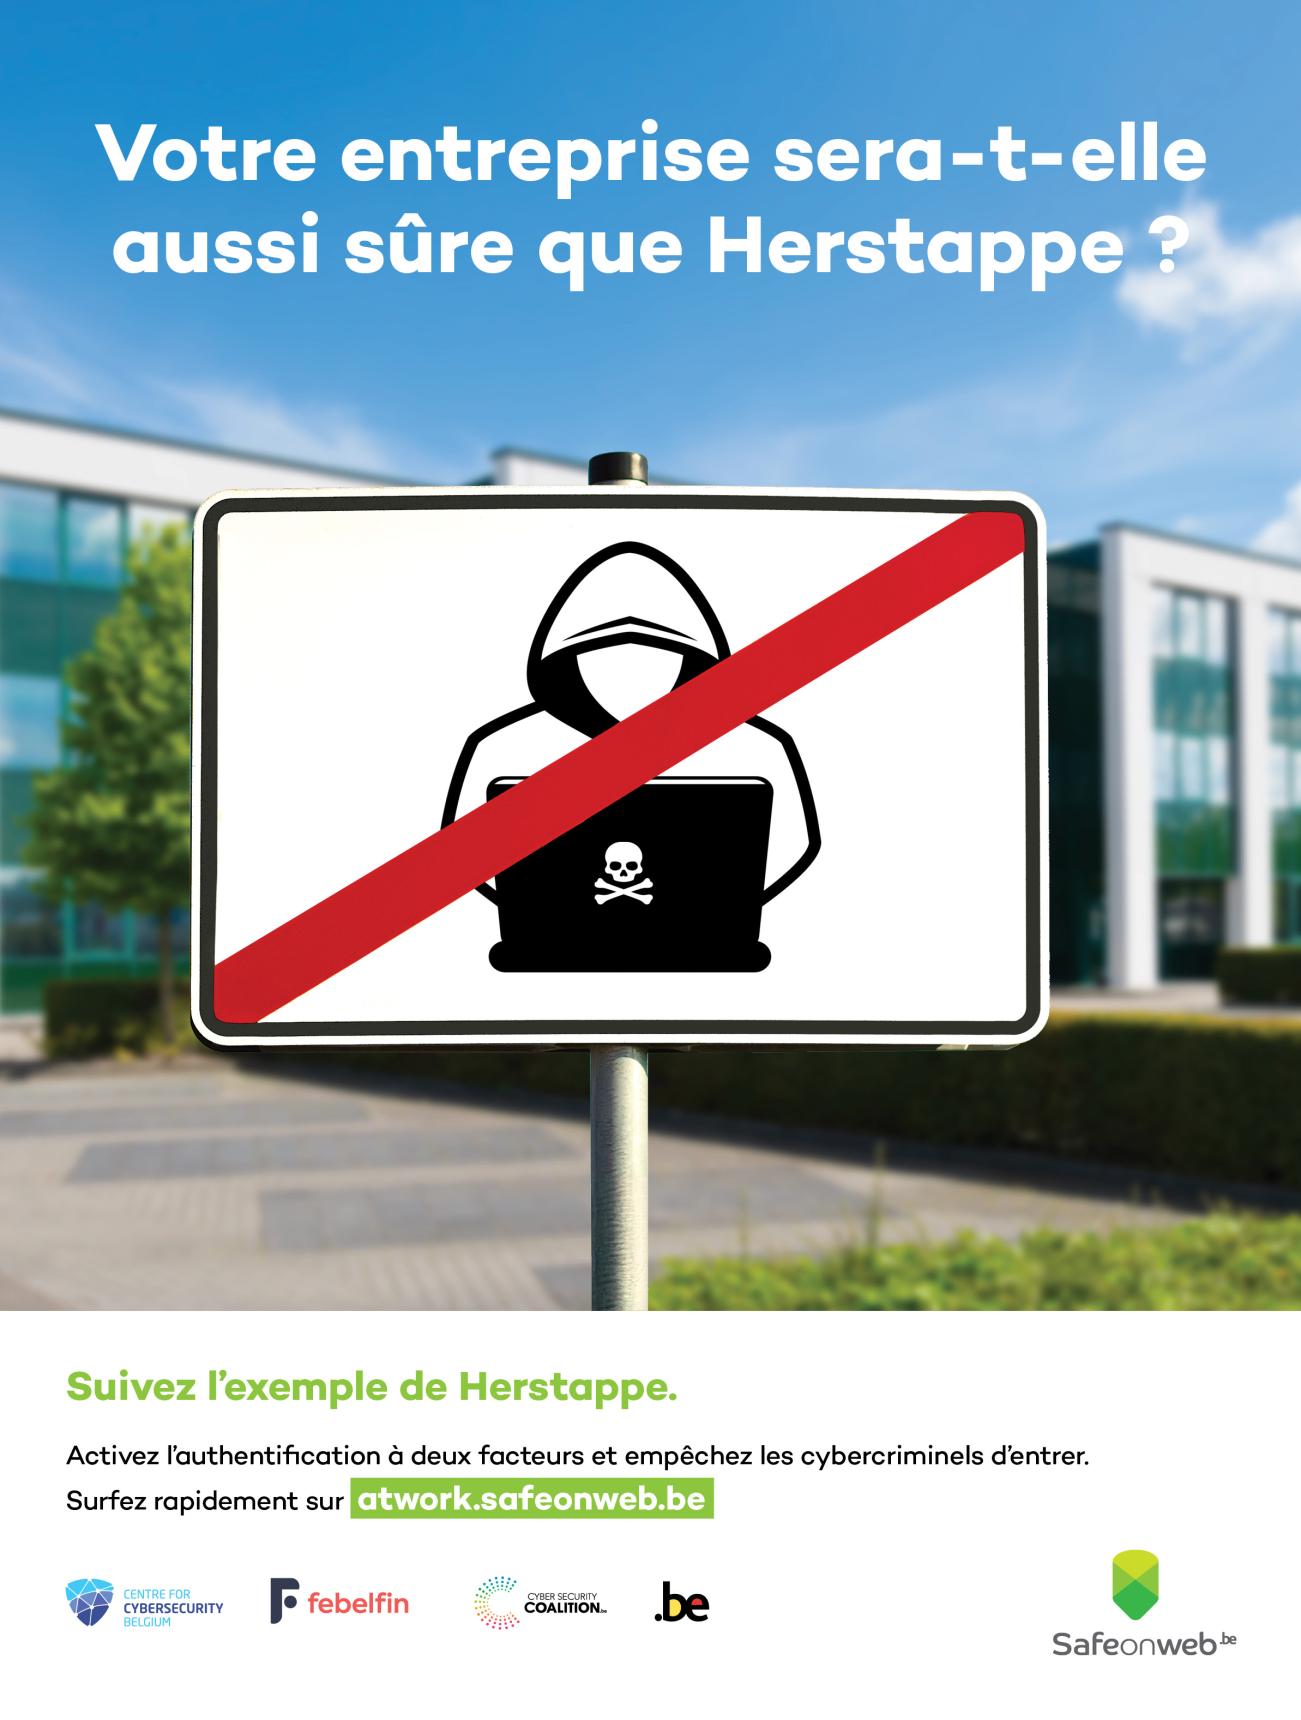 Votre entreprise sera-t-elle
aussi sûre que Herstappe ?
Suivez l’exemple de Herstappe.
Activez l’authentification à deux facteurs et empêchez les cybercriminels d’entrer.
Surfez rapidement sur atwork.safeonweb.be
CENTRE FOR
CYBERSECURITY
BELGIUM
febelfin
CYBER SECURITY
COALITION.be
.be
Safeonweb.be